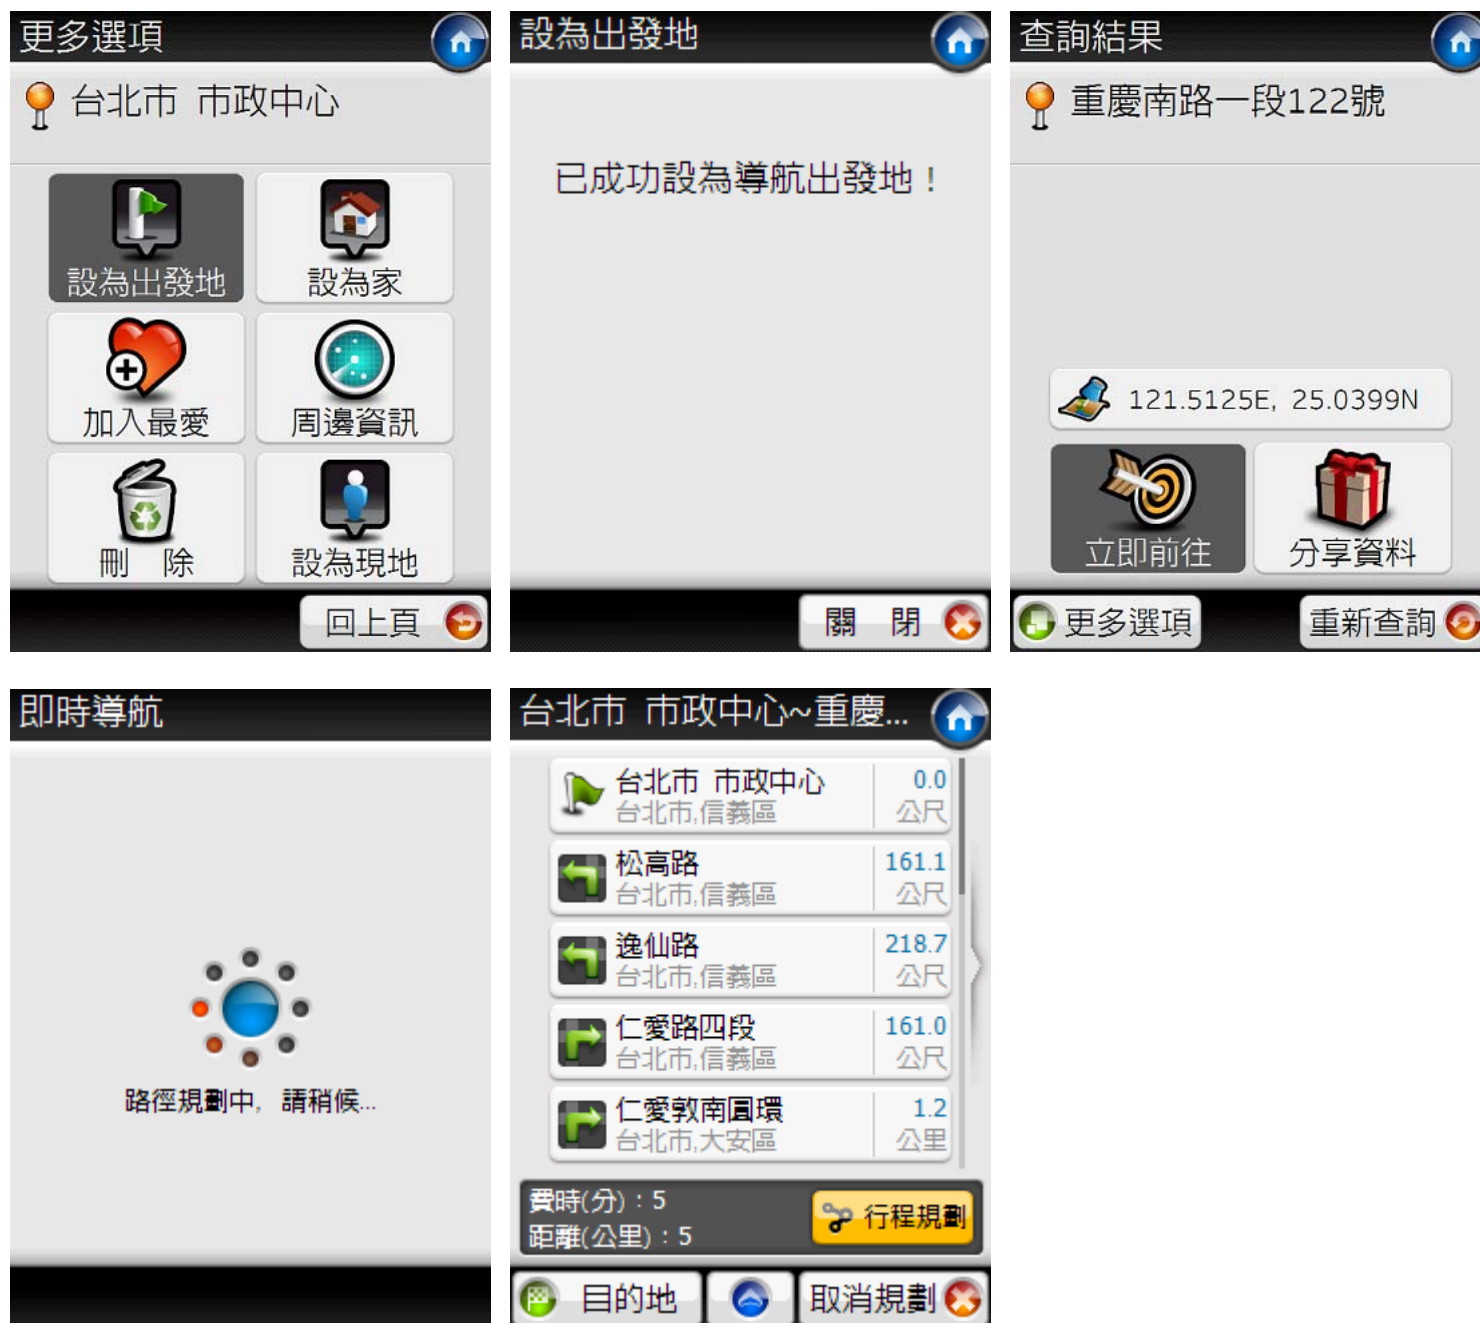 更多選項
台北市 市政中心
設為出發地
設為家
加入最愛
周邊資訊
刪 除
設為現地
回上頁
設為出發地
已成功設為導航出發地！
關 閉
查詢結果
重慶南路一段122號
121.5125E, 25.0399N
立即前往
分享資料
更多選項
重新查詢
即時導航
路徑規劃中，請稍候...
台北市 市政中心~重慶...
台北市 市政中心
0.0
台北市,信義區
公尺
松高路
161.1
台北市,信義區
公尺
逸仙路
218.7
台北市,信義區
公尺
仁愛路四段
161.0
台北市,信義區
公尺
仁愛敦南圓環
1.2
台北市,大安區
公里
費時(分)：5
距離(公里)：5
行程規劃
目的地
取消規劃